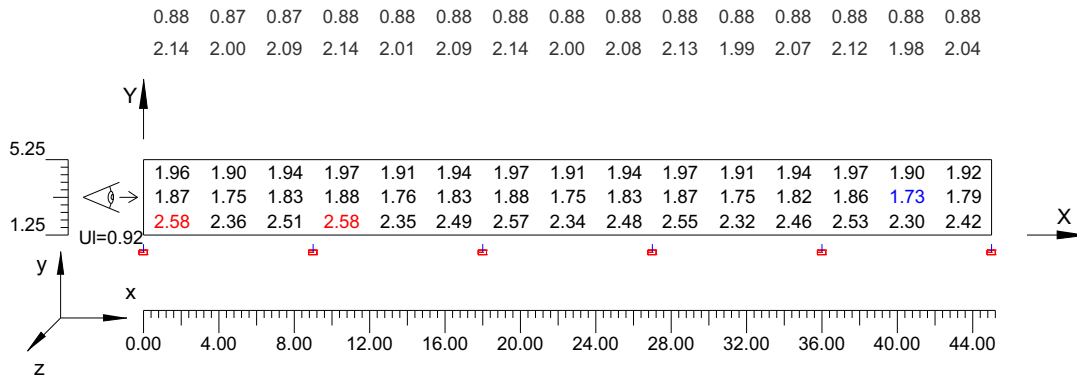 0.88 0.87 0.87 0.88 0.88 0.88 0.88 0.88 0.88 0.88 0.88 0.88 0.88 0.88 0.88
2.14 2.00 2.09 2.14 2.01 2.09 2.14 2.00 2.08 2.13 1.99 2.07 2.12 1.98 2.04
Y
5.25
1.96 1.90 1.94 1.97 1.91 1.94 1.97 1.91 1.94 1.97 1.91 1.94 1.97 1.90 1.92
1.87 1.75 1.83 1.88 1.76 1.83 1.88 1.75 1.83 1.87 1.75 1.82 1.86 1.73 1.79
1.25 2.58 2.36 2.51 2.58 2.35 2.49 2.57 2.34 2.48 2.55 2.32 2.46 2.53 2.30 2.42 X
UI=0.92
y
x
0.00 4.00 8.00 12.00 16.00 20.00 24.00 28.00 32.00 36.00 40.00 44.00
z